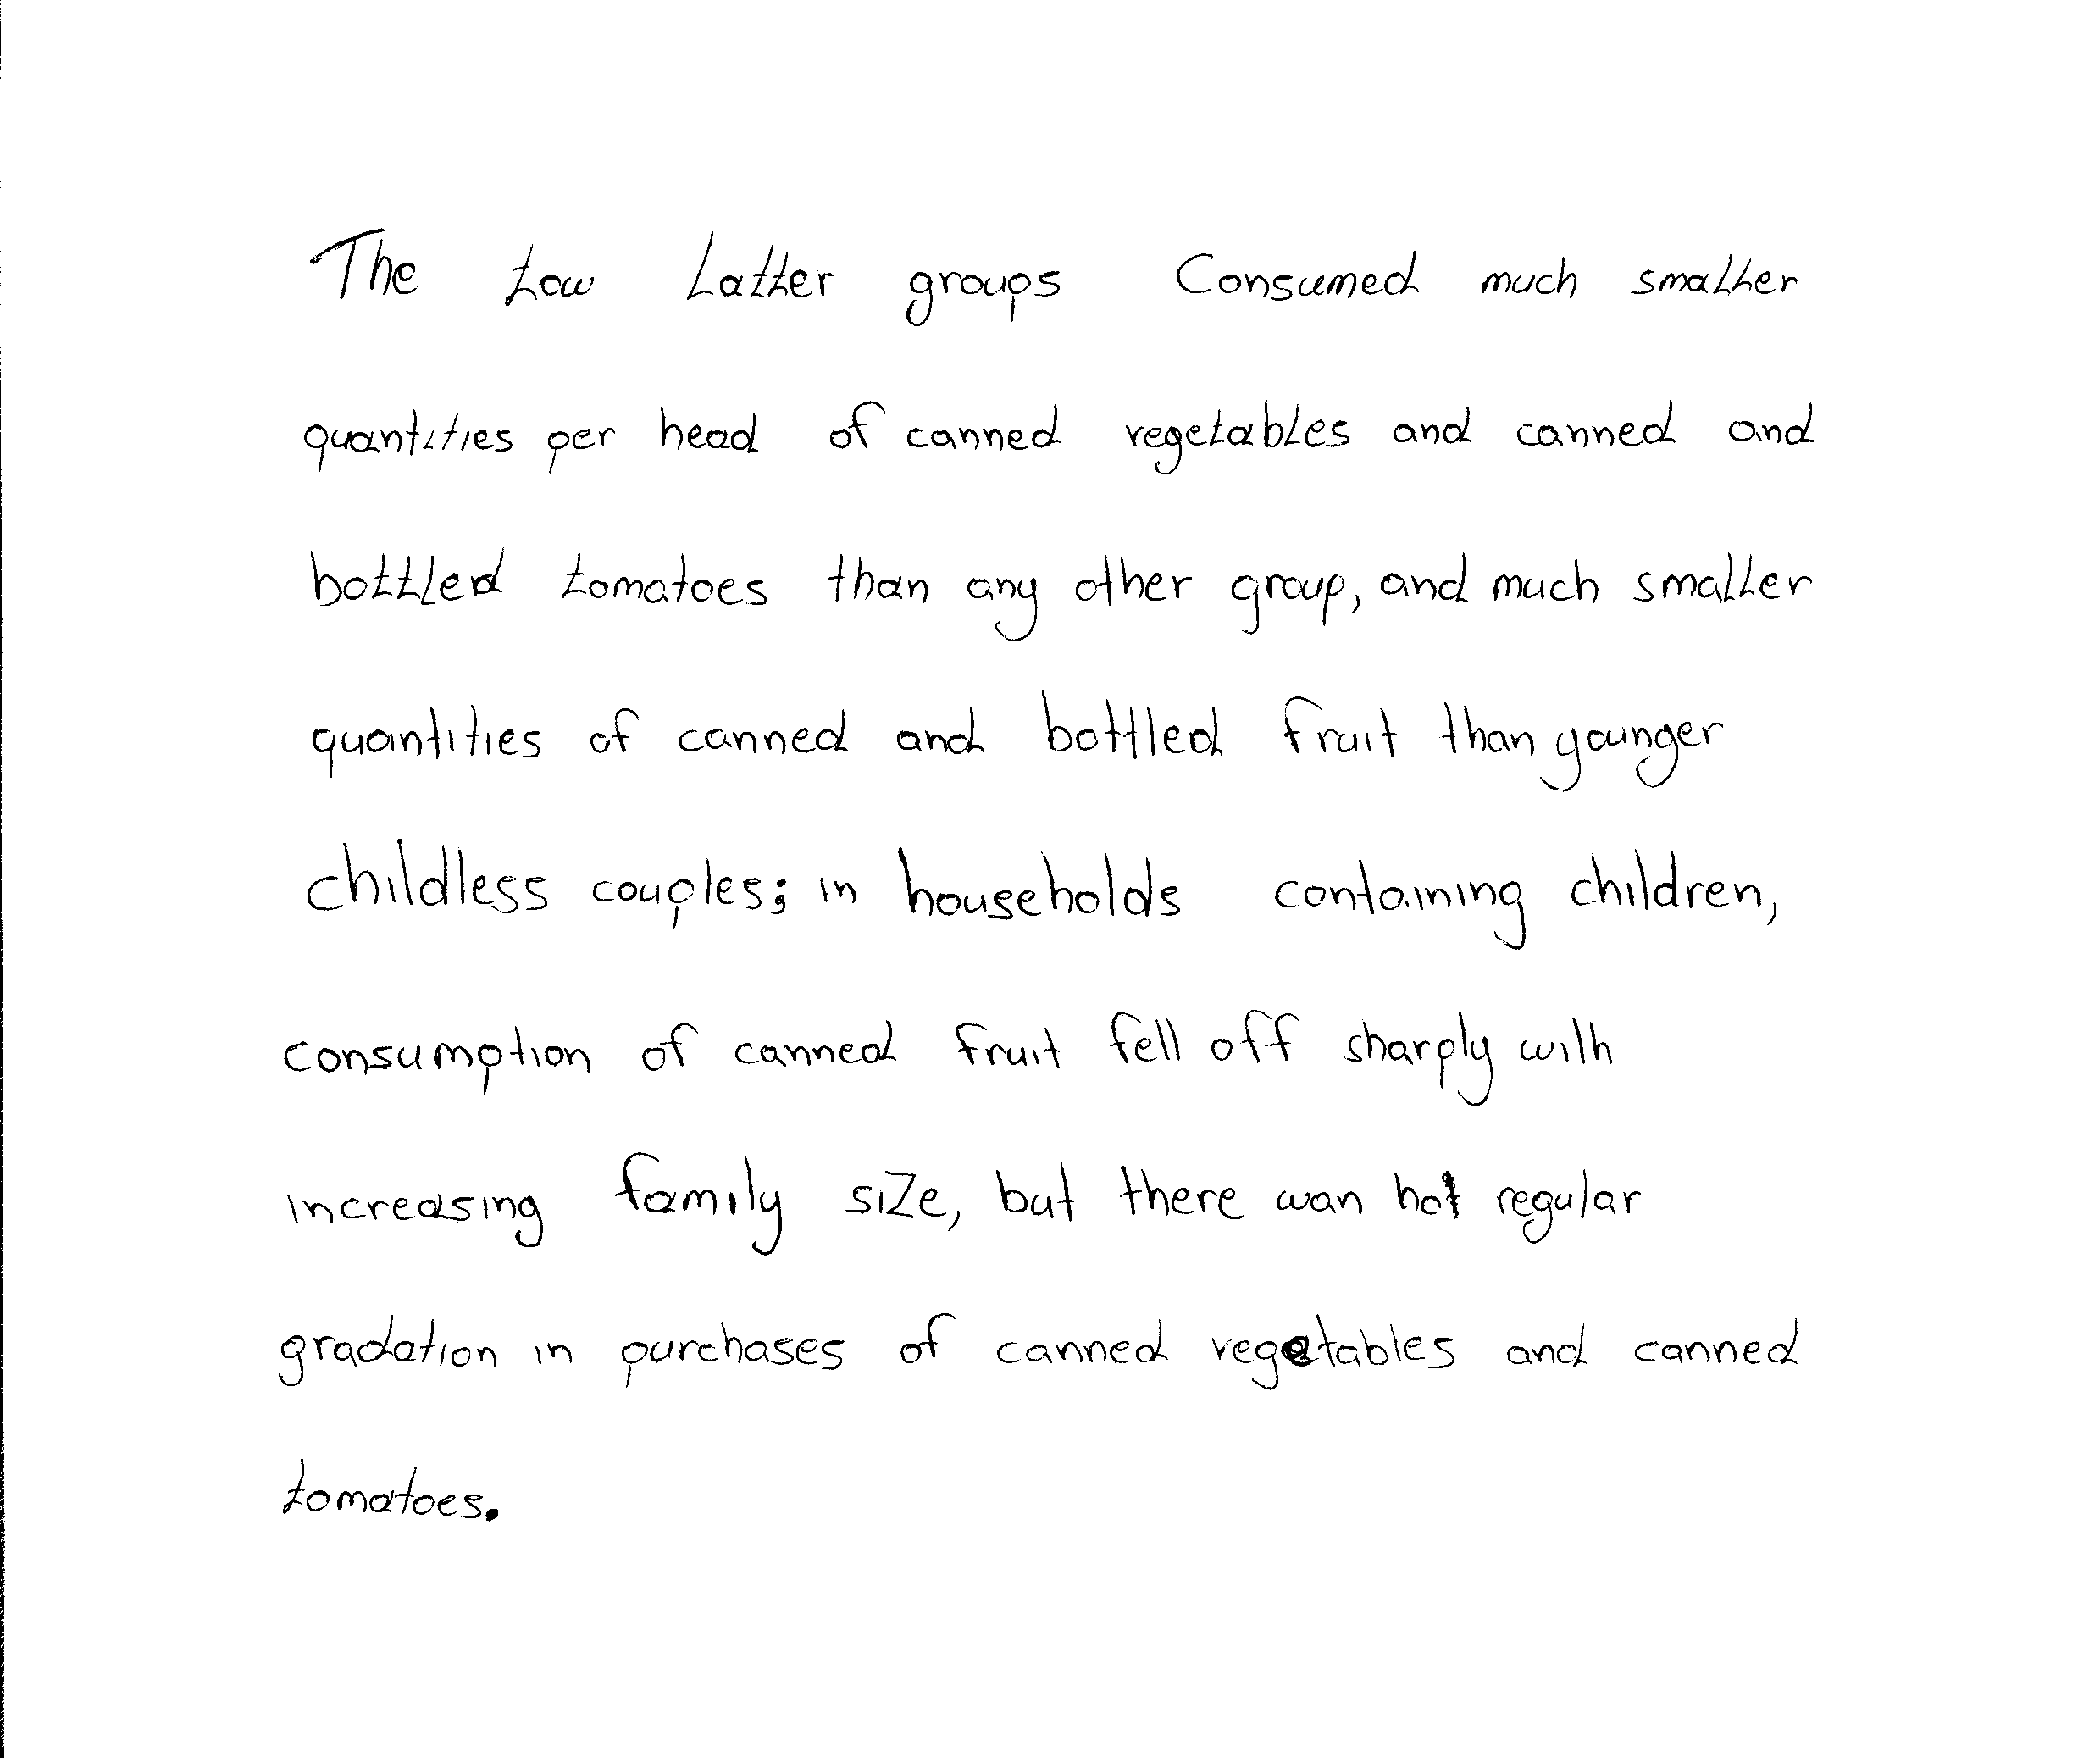 The tow Latter groups Consumed much smaller
quantities per head of canned vegetables and canned and
bottled tomatoes than any other group, and much smaller
quantities of canned and bottled fruit than younger
childless couples; in households containing children,
consumption of canned fruit fell off sharply with
increasing family size, but there wan hot regular
gradation in purchases of canned vegetables and canned
tomatoes.